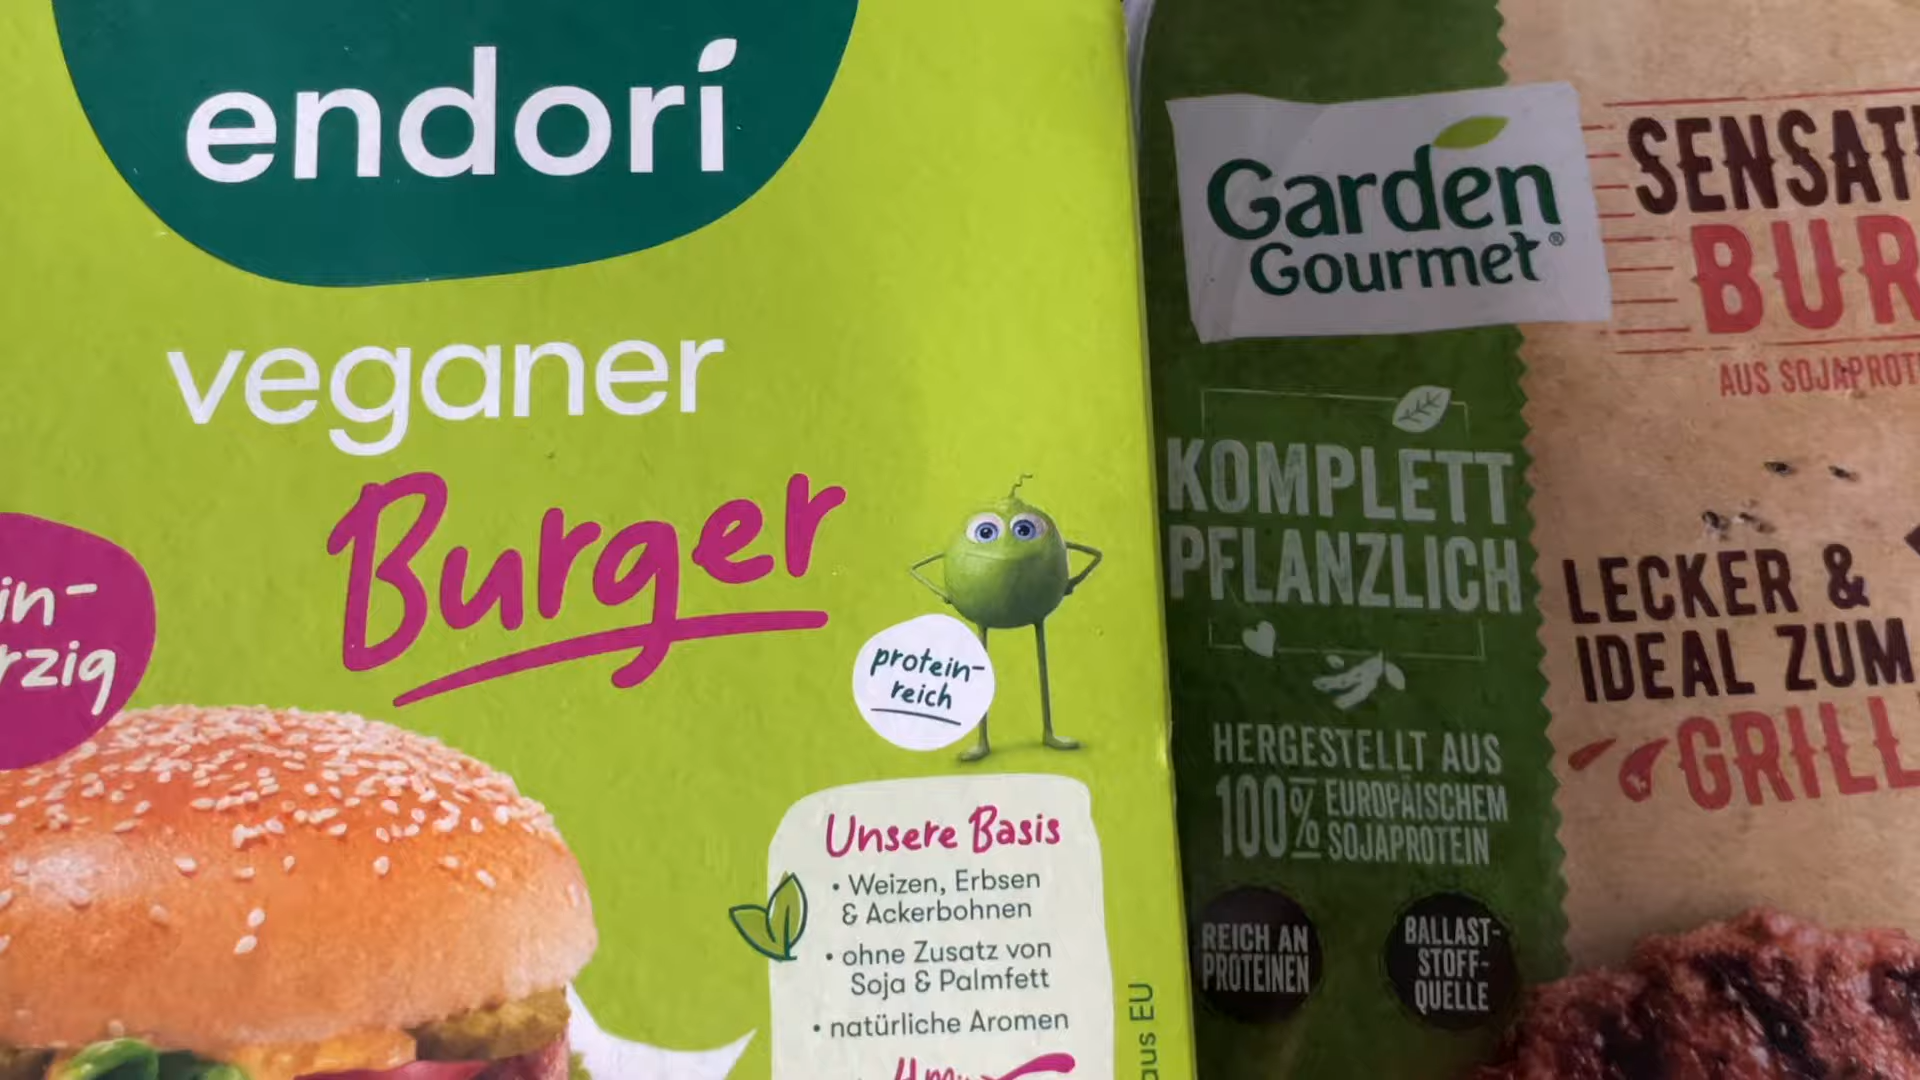 endori
veganer
Burger
in-
rzig
protein-
reich
Unsere Basis
• Weizen, Erbsen
& Ackerbohnen
• ohne Zusatz von
Soja & Palmfett
• natürliche Aromen
aus EU
Garden
Gourmet®
KOMPLETT
PFLANZLICH
HERGESTELLT AUS
100% EUROPÄISCHEM
SOJAPROTEIN
REICH AN
PROTEINEN
BALLAST-
STOFF-
QUELLE
SENSATI
BUR
AUS SOJAPROT
LECKER &
IDEAL ZUM
GRILL